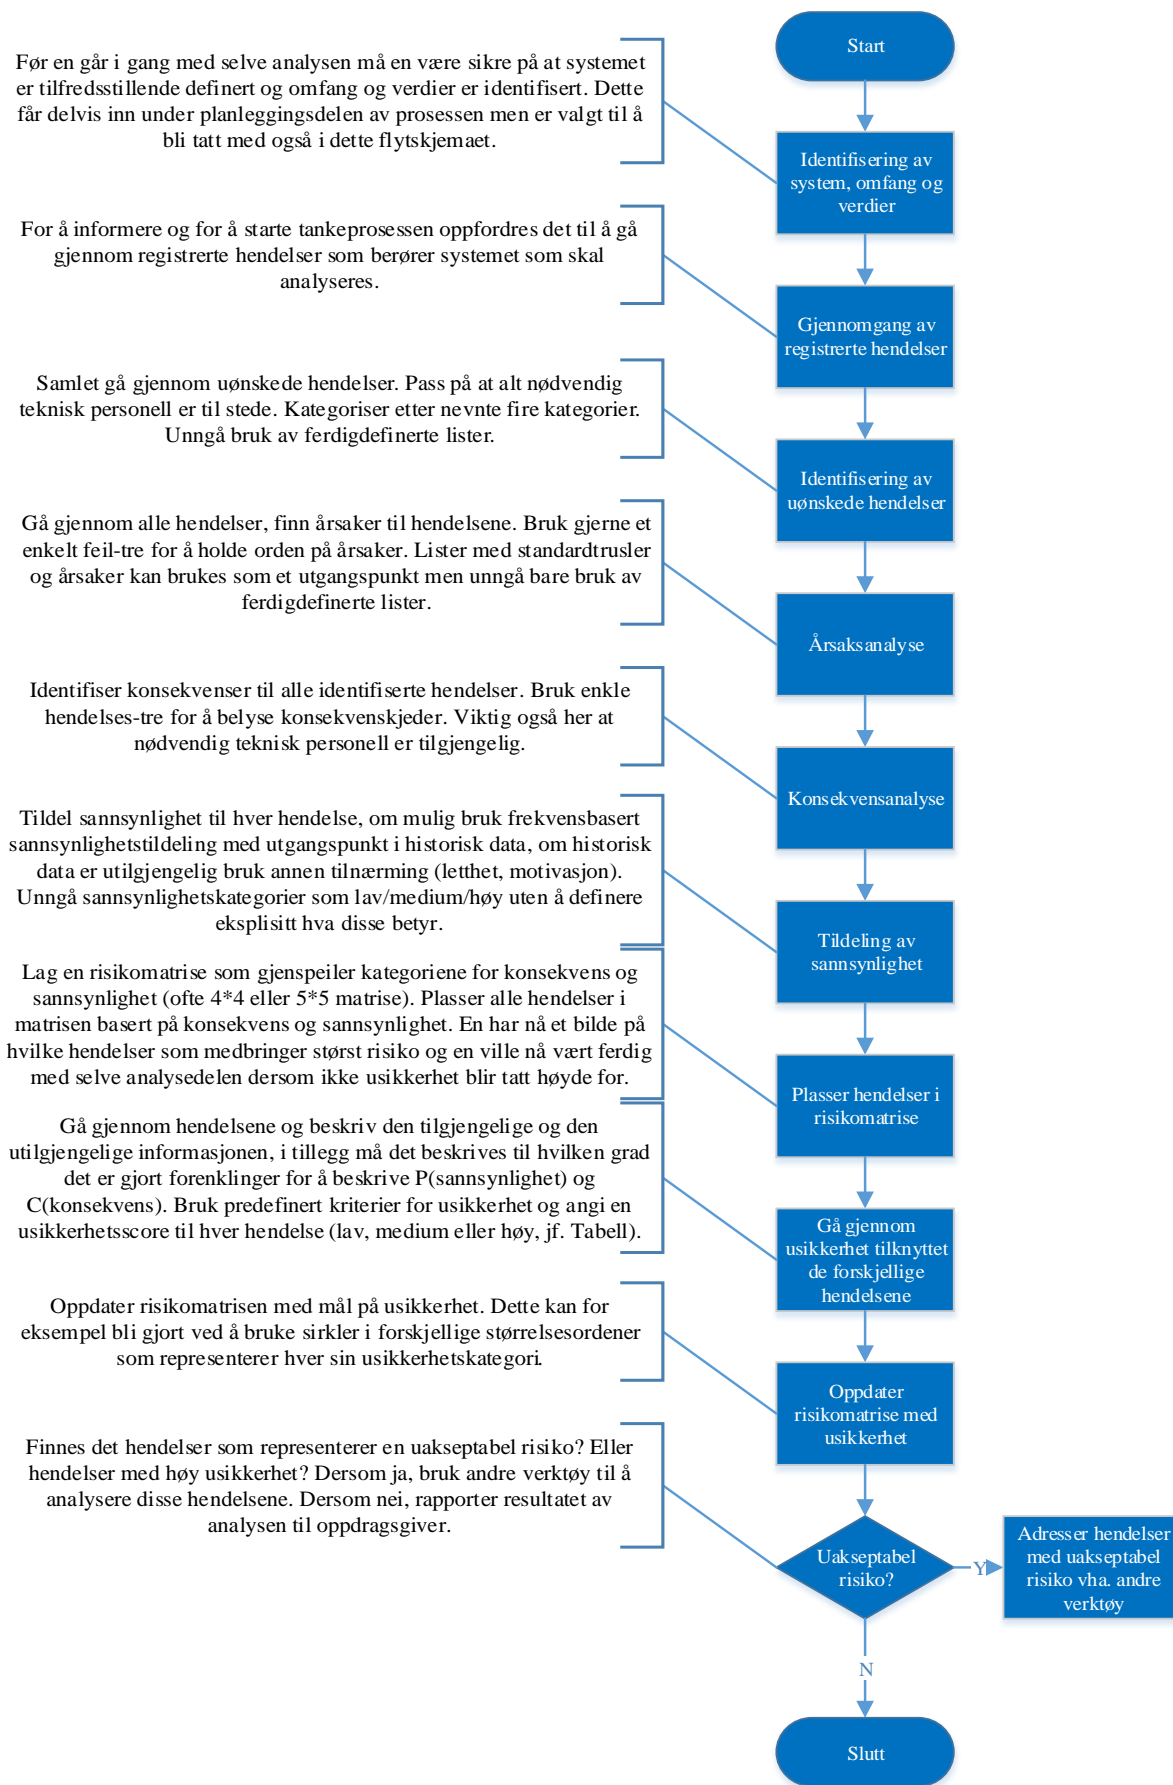 Start
Før en går i gang med selve analysen må en være sikre på at systemet
er tilfredsstillende definert og omfang og verdier er identifisert. Dette
får delvis inn under planleggingsdelen av prosessen men er valgt til å
bli tatt med også i dette flytskjemaet.
Identifisering av
system, omfang og
verdier
For å informere og for å starte tankeprosessen oppfordres det til å gå
gjennom registrerte hendelser som berører systemet som skal
analyseres.
Gjennomgang av
registrerte hendelser
Samlet gå gjennom uønskede hendelser. Pass på at alt nødvendig
teknisk personell er til stede. Kategoriser etter nevnte fire kategorier.
Unngå bruk av ferdigdefinerte lister.
Identifisering av
uønskede hendelser
Gå gjennom alle hendelser, finn årsaker til hendelsene. Bruk gjerne et
enkelt feil-tre for å holde orden på årsaker. Lister med standardtrusler
og årsaker kan brukes som et utgangspunkt men unngå bare bruk av
ferdigdefinerte lister.
Årsaksanalyse
Identifiser konsekvenser til alle identifiserte hendelser. Bruk enkle
hendelses-tre for å belyse konsekvenskjeder. Viktig også her at
nødvendig teknisk personell er tilgjengelig.
Konsekvensanalyse
Tildel sannsynlighet til hver hendelse, om mulig bruk frekvensbasert
sannsynlighetstildeling med utgangspunkt i historisk data, om historisk
data er utilgjengelig bruk annen tilnærming (letthet, motivasjon).
Unngå sannsynlighetskategorier som lav/medium/høy uten å definere
eksplisitt hva disse betyr.
Tildeling av
sannsynlighet
Lag en risikomatrise som gjenspeiler kategoriene for konsekvens og
sannsynlighet (ofte 4*4 eller 5*5 matrise). Plasser alle hendelser i
matrisen basert på konsekvens og sannsynlighet. En har nå et bilde på
hvilke hendelser som medbringer størst risiko og en ville nå vært ferdig
med selve analysedelen dersom ikke usikkerhet blir tatt høyde for.
Plasser hendelser i
risikomatrise
Gå gjennom hendelsene og beskriv den tilgjengelige og den
utilgjengelige informasjonen, i tillegg må det beskrives til hvilken grad
det er gjort forenklinger for å beskrive P(sannsynlighet) og
C(konsekvens). Bruk predefinert kriterier for usikkerhet og angi en
usikkerhetsscore til hver hendelse (lav, medium eller høy, jf. Tabell).
Gå gjennom
usikkerhet tilknyttet
de forskjellige
hendelsene
Oppdater risikomatrisen med mål på usikkerhet. Dette kan for
eksempel bli gjort ved å bruke sirkler i forskjellige størrelsesordener
som representerer hver sin usikkerhetskategori.
Oppdater
risikomatrise med
usikkerhet
Finnes det hendelser som representerer en uakseptabel risiko? Eller
hendelser med høy usikkerhet? Dersom ja, bruk andre verktøy til å
analysere disse hendelsene. Dersom nei, rapporter resultatet av
analysen til oppdragsgiver.
Uakseptabel
risiko?
Y
Adresser hendelser
med uakseptabel
risiko vha. andre
verktøy
N
Slutt